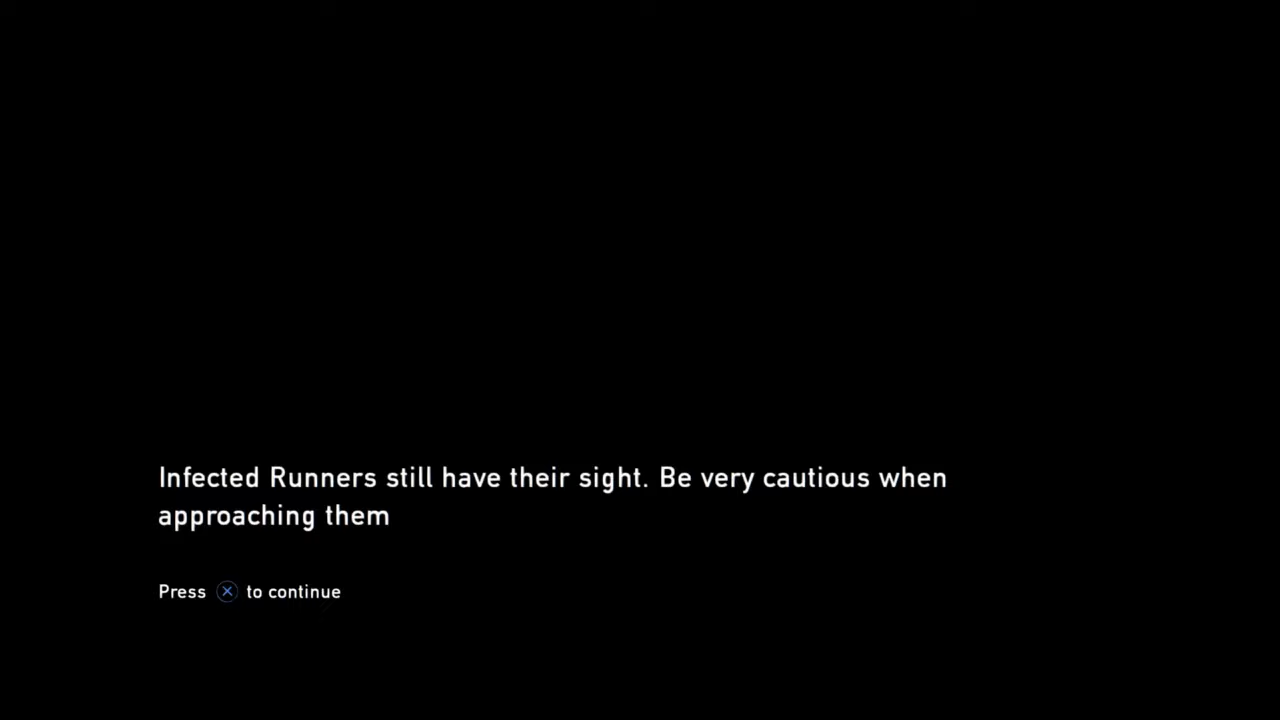 Infected Runners still have their sight. Be very cautious when
approaching them
Press ⓧ to continue